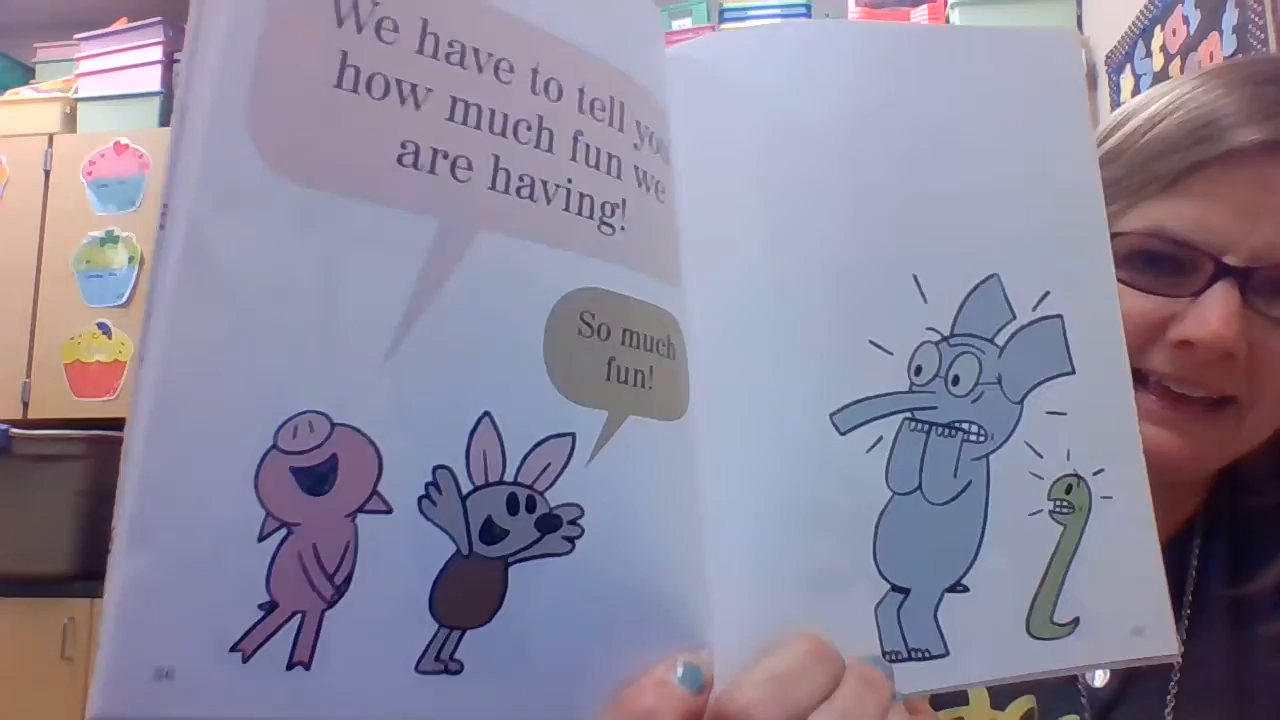 We have to tell you
how much fun we
are having!
So much
fun!